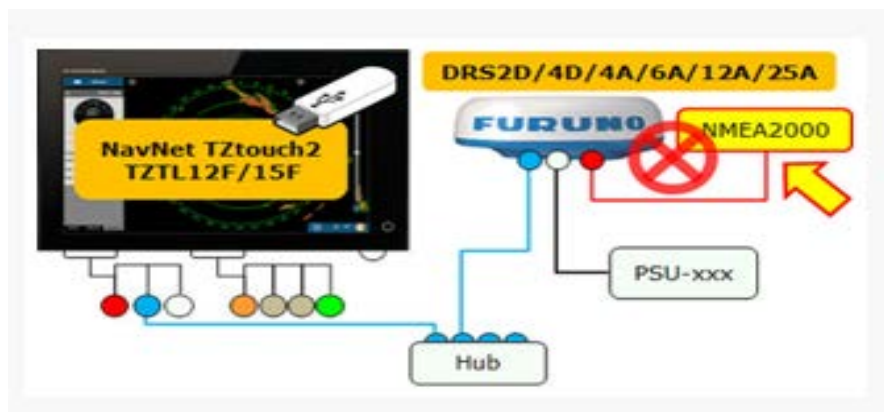 DRS2D/4D/4A/6A/12A/25A
NavNet TZtouch2
TZTL12F/15F
FURUNO
NMEA2000
PSU-xxx
Hub